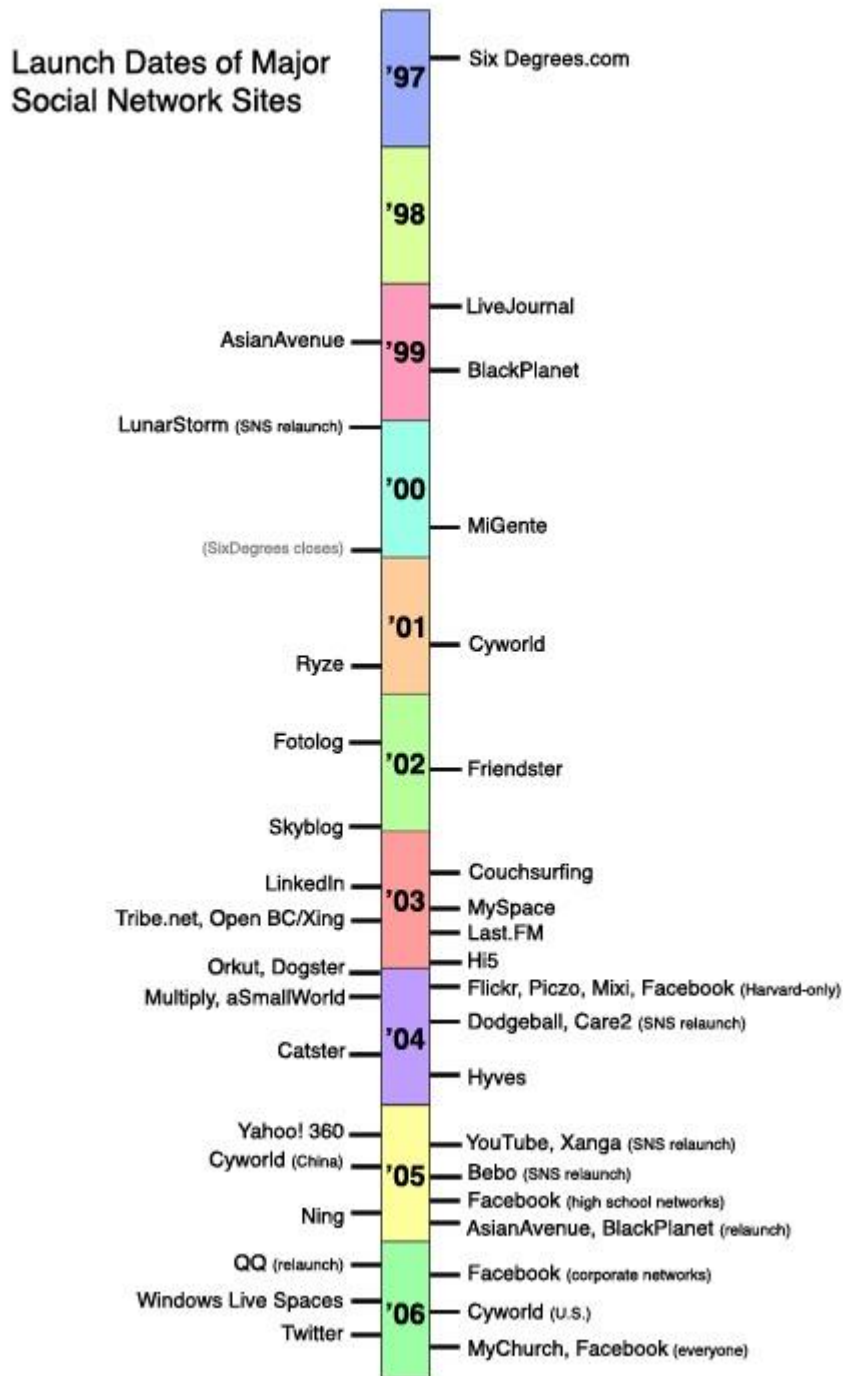 Launch Dates of Major
Social Network Sites
'97
Six Degrees.com
'98
'99
LiveJournal
AsianAvenue
BlackPlanet
'00
LunarStorm (SNS relaunch)
MiGente
(SixDegrees closes)
'01
Cyworld
Ryze
'02
Fotolog
Friendster
Skyblog
'03
Couchsurfing
LinkedIn
MySpace
Tribe.net, Open BC/Xing
Last.FM
Hi5
'04
Orkut, Dogster
Flickr, Piczo, Mixi, Facebook (Harvard-only)
Multiply, aSmallWorld
Dodgeball, Care2 (SNS relaunch)
Catster
Hyves
'05
Yahoo! 360
YouTube, Xanga (SNS relaunch)
Cyworld (China)
Bebo (SNS relaunch)
Facebook (high school networks)
Ning
AsianAvenue, BlackPlanet (relaunch)
'06
QQ (relaunch)
Facebook (corporate networks)
Windows Live Spaces
Cyworld (U.S.)
Twitter
MyChurch, Facebook (everyone)